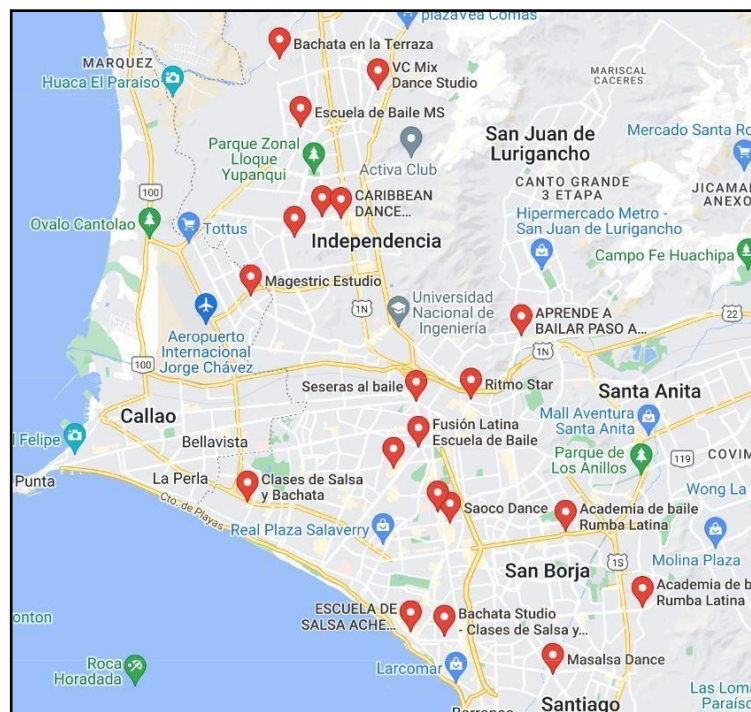 plazaVea Comas
Bachata en la Terraza
MARQUEZ
Huaca El Paraíso
VC Mix
Dance Studio
MARISCAL
CACERES
Escuela de Baile MS
San Juan de
Lurigancho
Mercado Santa Ro
Parque Zonal
Lloque
Yupanqui
Activa Club
CANTO GRANDE
3 ETAPA
JICAMAR
ANEXO
100
CARIBBEAN
DANCE...
Ovalo Cantolao
Tottus
Independencia
Hipermercado Metro -
San Juan de Lurigancho
Campo Fe Huachipa
Magestric Estudio
Universidad
Nacional de
Ingeniería
1N
APRENDE A
BAILAR PASO A...
22
Aeropuerto
Internacional
Jorge Chávez
1N
100
Seseras al baile
Ritmo Star
Santa Anita
Callao
Mall Aventura
Santa Anita
l Felipe
Bellavista
Fusión Latina
Escuela de Baile
Parque de
Los Anillos
119
COVIM
Punta
La Perla
Clases de Salsa
y Bachata
Cto. de Playas
Wong La
Saoco Dance
Academia de baile
Rumba Latina
Real Plaza Salaverry
Molina Plaza
1S
San Borja
Academia de b
Rumba Latina
ESCUELA DE
SALSA ACHE...
Bachata Studio
- Clases de Salsa y...
onton
Masalsa Dance
Roca
Horadada
Larcomar
Las Lom
Paraíso
Santiago
Barranco